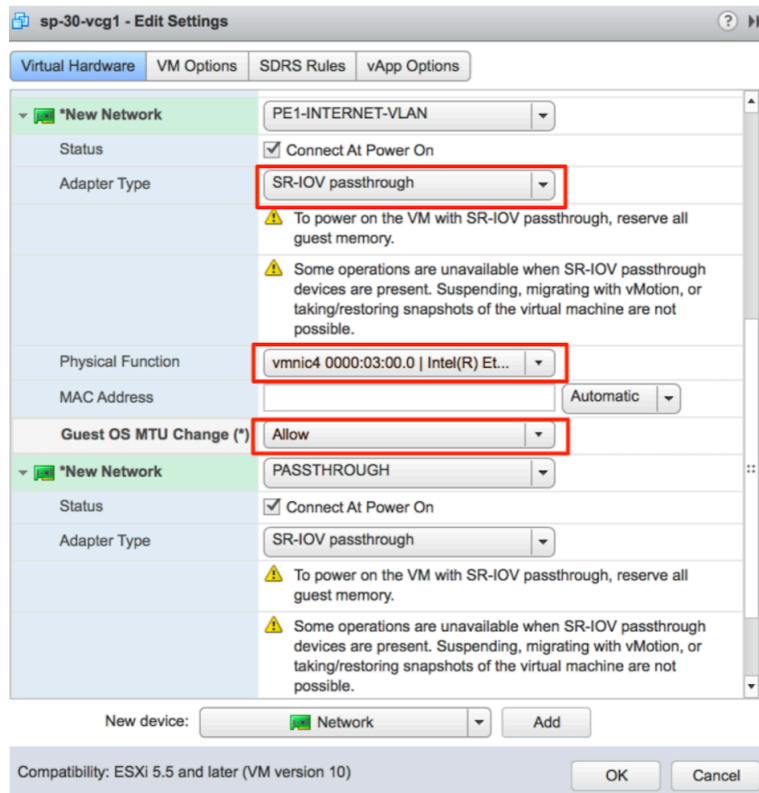 sp-30-vcg1 - Edit Settings
?
Virtual Hardware VM Options SDRS Rules vApp Options
*New Network PE1-INTERNET-VLAN
Status Connect At Power On
Adapter Type SR-IOV passthrough
To power on the VM with SR-IOV passthrough, reserve all
guest memory.
Some operations are unavailable when SR-IOV passthrough
devices are present. Suspending, migrating with vMotion, or
taking/restoring snapshots of the virtual machine are not
possible.
Physical Function vmnic4 0000:03:00.0 | Intel(R) Et...
MAC Address Automatic
Guest OS MTU Change (*) Allow
*New Network PASSTHROUGH
Status Connect At Power On
Adapter Type SR-IOV passthrough
To power on the VM with SR-IOV passthrough, reserve all
guest memory.
Some operations are unavailable when SR-IOV passthrough
devices are present. Suspending, migrating with vMotion, or
taking/restoring snapshots of the virtual machine are not
possible.
New device: Network Add
Compatibility: ESXi 5.5 and later (VM version 10) OK Cancel